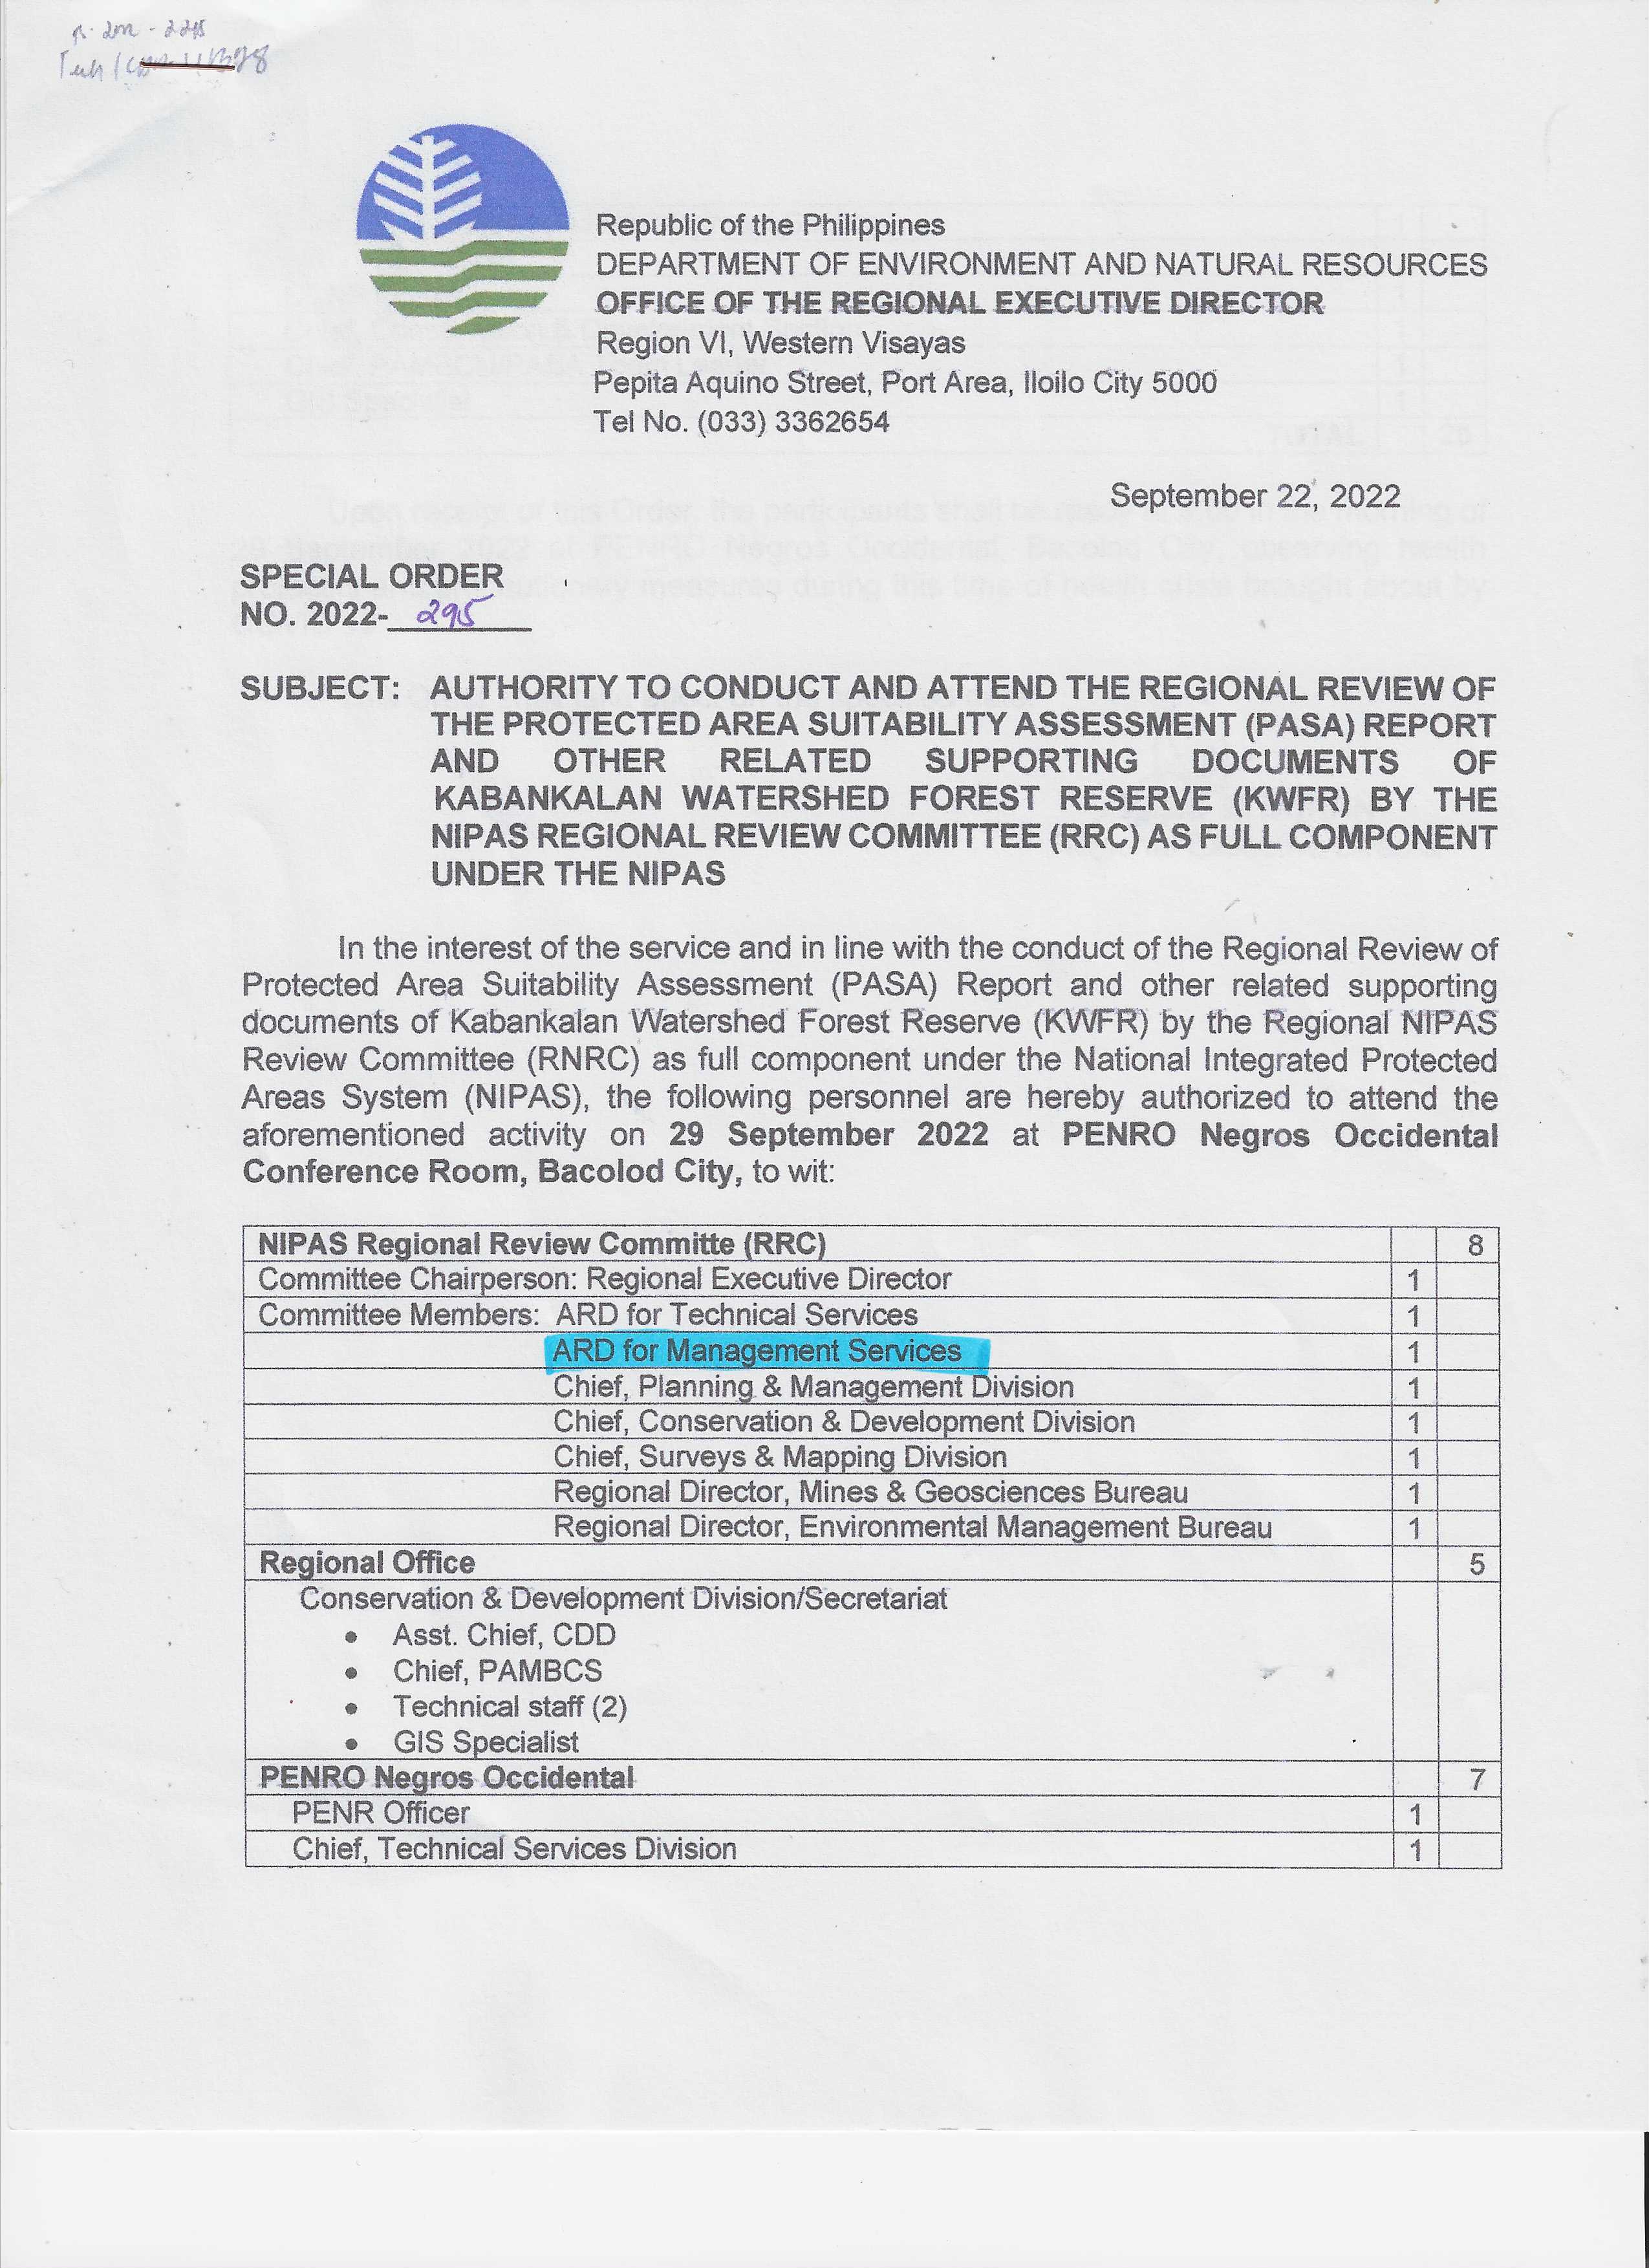 Republic of the Philippines
DEPARTMENT OF ENVIRONMENT AND NATURAL RESOURCES
OFFICE OF THE REGIONAL EXECUTIVE DIRECTOR
Region VI, Western Visayas
Pepita Aquino Street, Port Area, Iloilo City 5000
Tel No. (033) 3362654
September 22, 2022
SPECIAL ORDER
NO. 2022- 295
SUBJECT: AUTHORITY TO CONDUCT AND ATTEND THE REGIONAL REVIEW OF
THE PROTECTED AREA SUITABILITY ASSESSMENT (PASA) REPORT
AND OTHER RELATED SUPPORTING DOCUMENTS OF
KABANKALAN WATERSHED FOREST RESERVE (KWFR) BY THE
NIPAS REGIONAL REVIEW COMMITTEE (RRC) AS FULL COMPONENT
UNDER THE NIPAS
In the interest of the service and in line with the conduct of the Regional Review of
Protected Area Suitability Assessment (PASA) Report and other related supporting
documents of Kabankalan Watershed Forest Reserve (KWFR) by the Regional NIPAS
Review Committee (RNRC) as full component under the National Integrated Protected
Areas System (NIPAS), the following personnel are hereby authorized to attend the
aforementioned activity on 29 September 2022 at PENRO Negros Occidental
Conference Room, Bacolod City, to wit:
NIPAS Regional Review Committe (RRC) 8
Committee Chairperson: Regional Executive Director 1
Committee Members: ARD for Technical Services 1
ARD for Management Services 1
Chief, Planning & Management Division 1
Chief, Conservation & Development Division 1
Chief, Surveys & Mapping Division 1
Regional Director, Mines & Geosciences Bureau 1
Regional Director, Environmental Management Bureau 1
Regional Office 5
Conservation & Development Division/Secretariat
• Asst. Chief, CDD
• Chief, PAMBCS
• Technical staff (2)
• GIS Specialist
PENRO Negros Occidental 7
PENR Officer 1
Chief, Technical Services Division 1